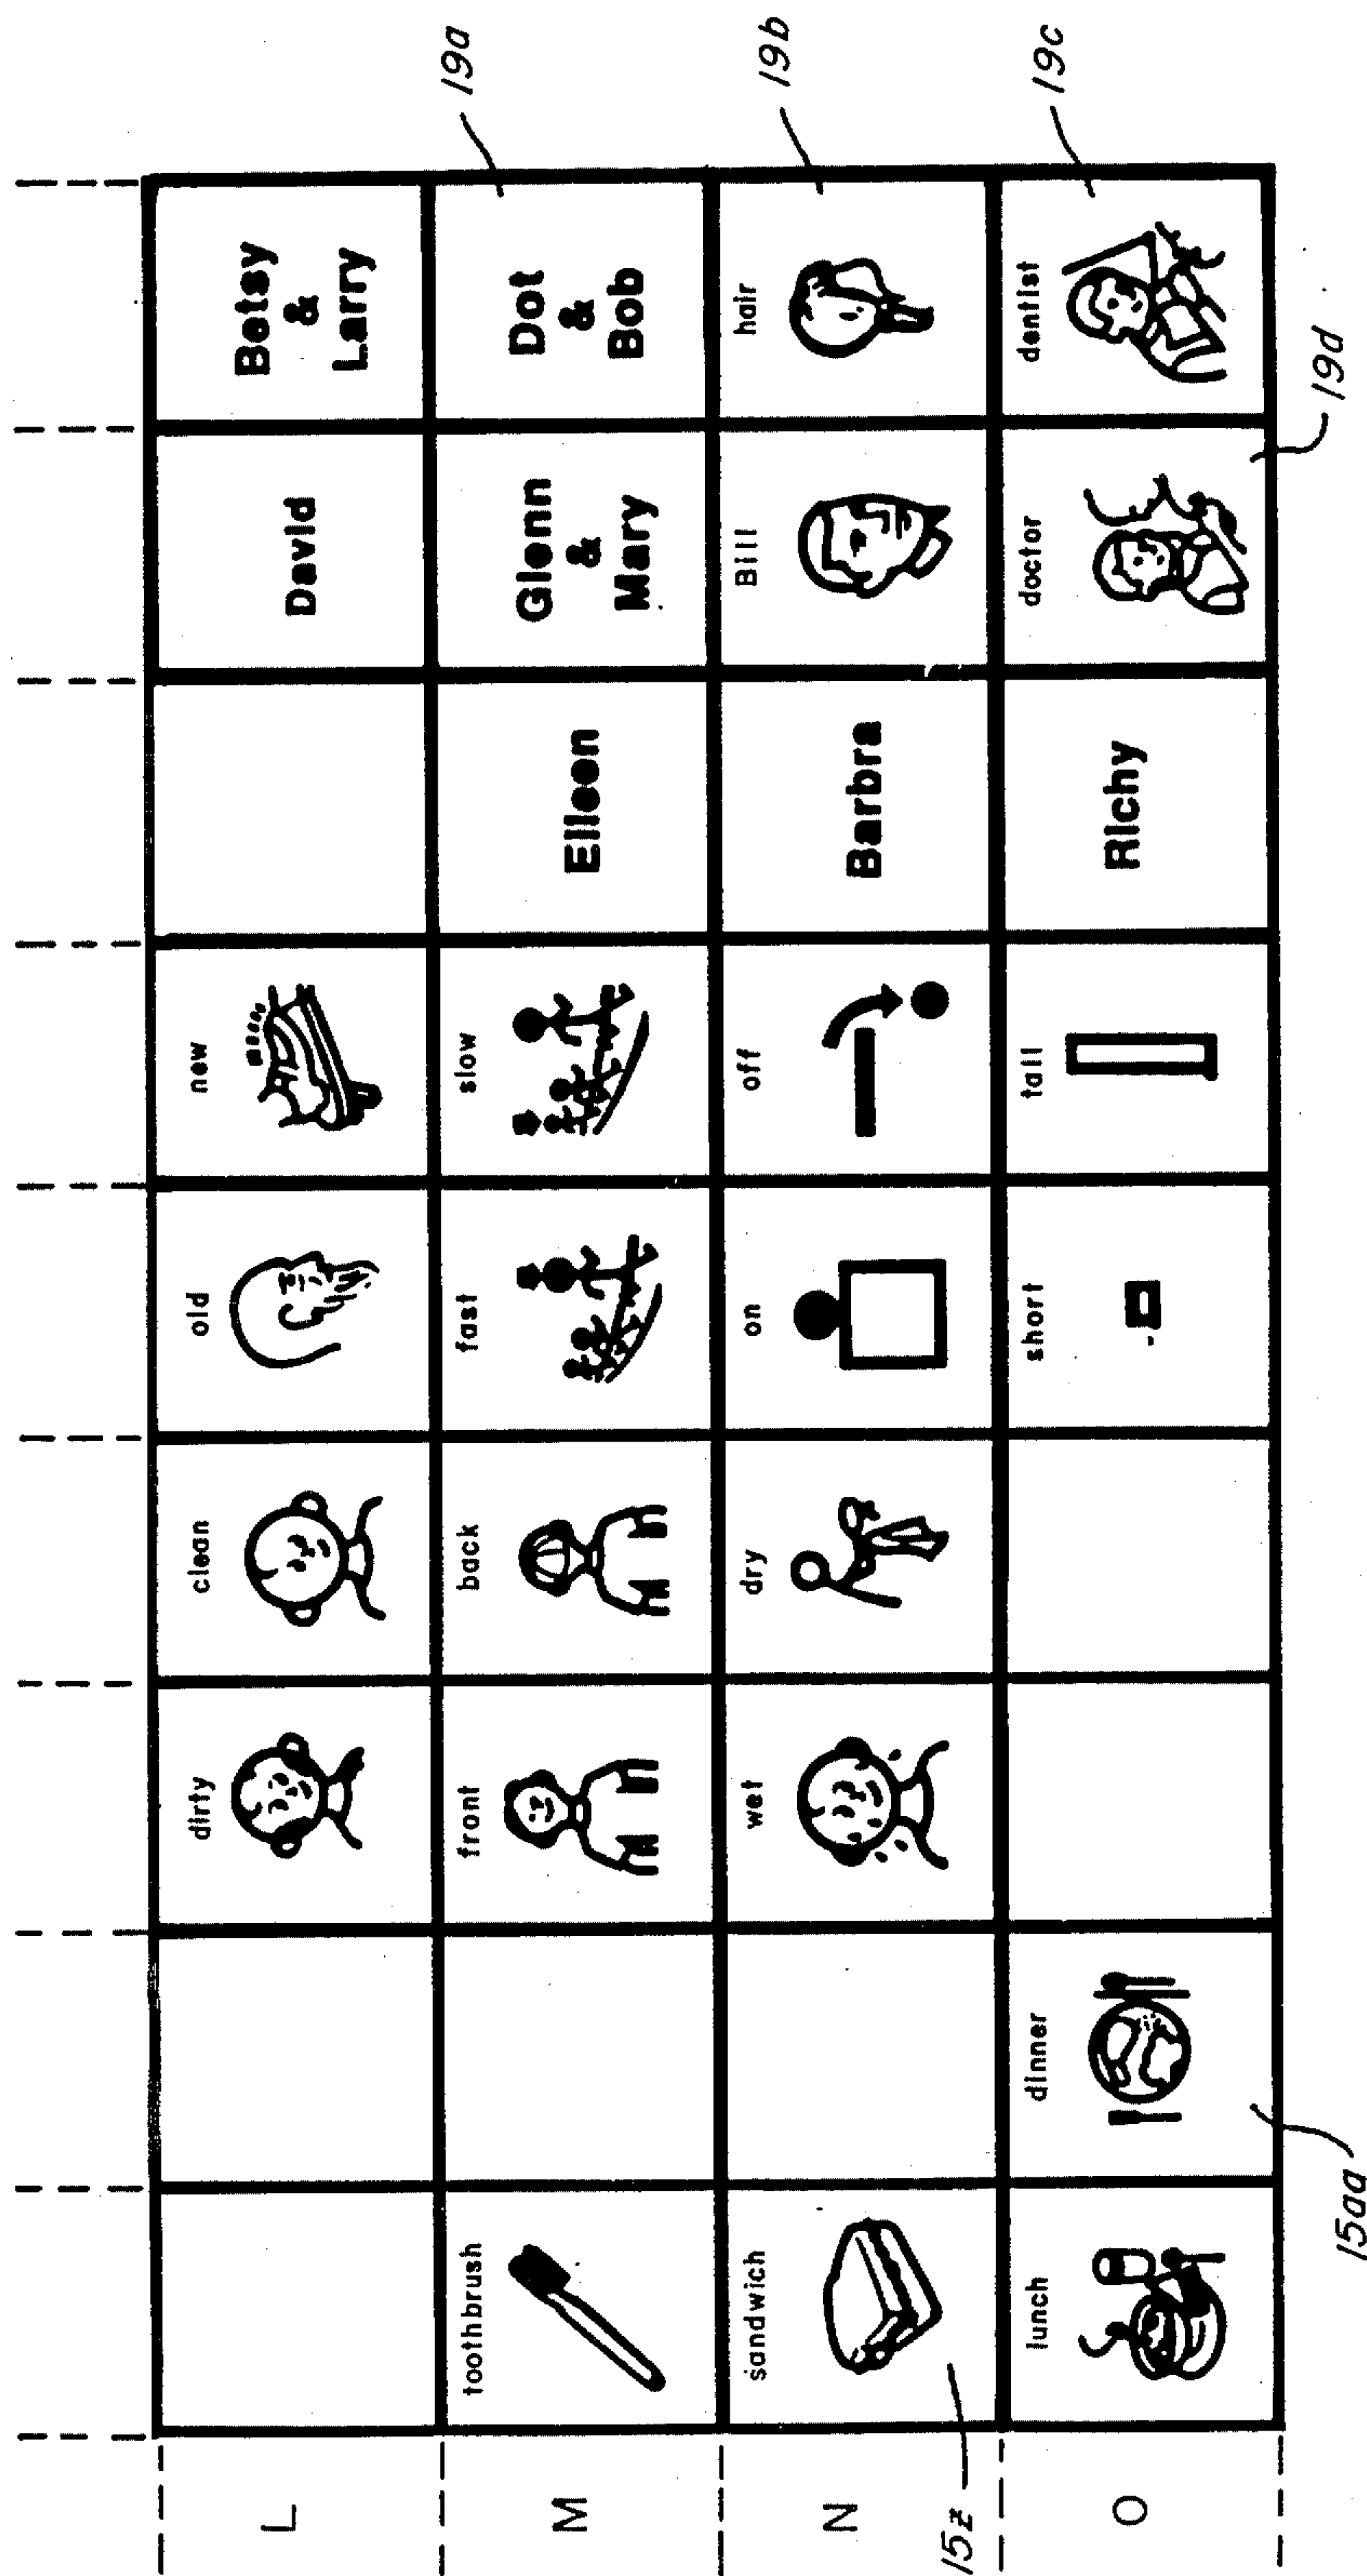 L
dirty
clean
old
new
David
Betsy
&
Larry
M
toothbrush
front
back
fast
slow
Eileen
Glenn
&
Mary
Dot
&
Bob
19a
N
sandwich
wet
dry
on
off
Barbra
Bill
hair
19b
15z
O
lunch
dinner
short
tall
Richy
doctor
dentist
19c
15aa
19d